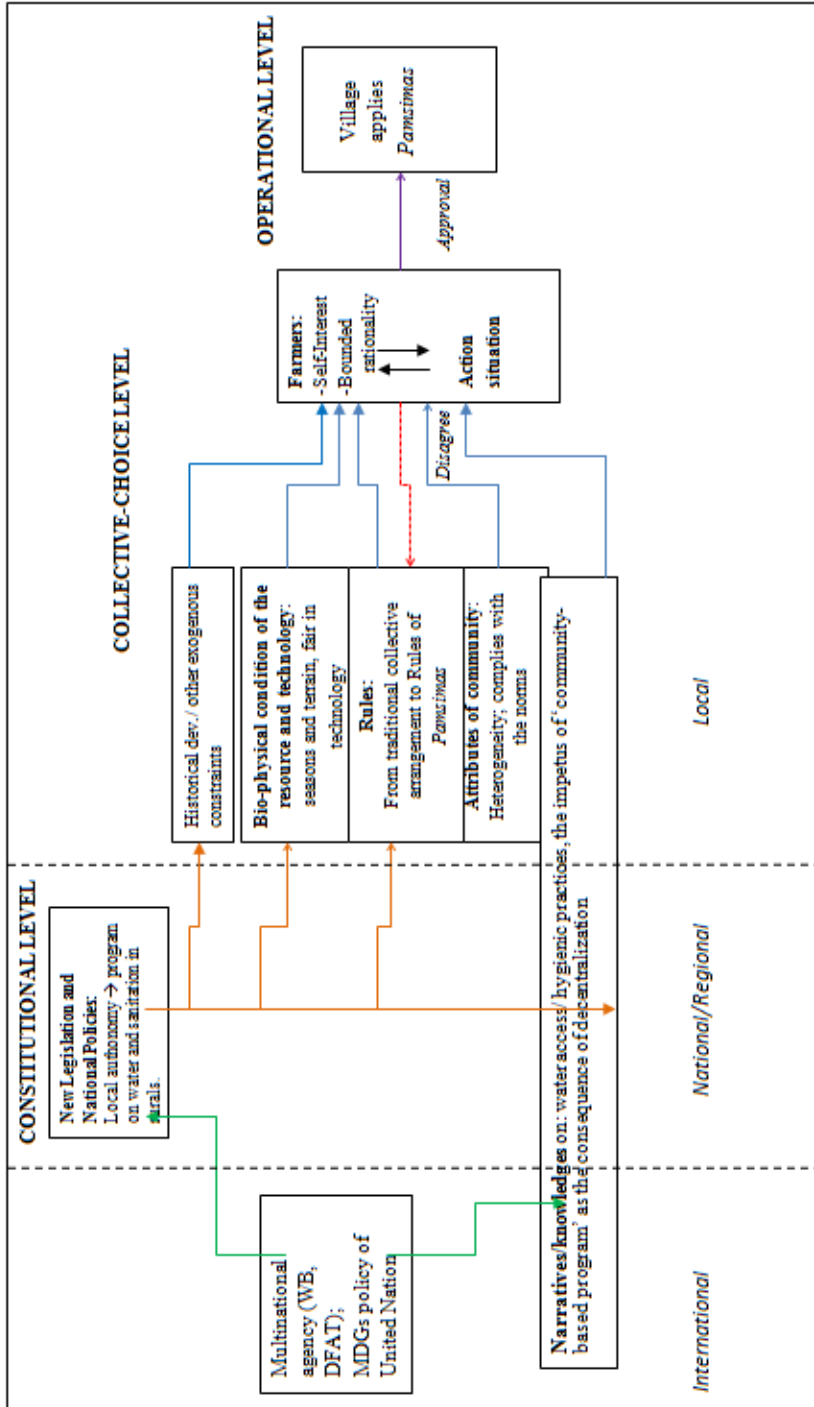 CONSTITUTIONAL LEVEL
COLLECTIVE-CHOICE LEVEL
OPERATIONAL LEVEL
Multinational
agency (WB,
DFAT);
MDGs policy of
United Nation
New Legislation and
National Policies:
Local authonomy → program
on water and sanitation in
rurals.
Historical dev./ other exogenous
constraints
Bio-physical condition of the
resource and technology:
seasons and terrain, fair in
technology
Rules:
From traditional collective
arrangement to Rules of
Pamsimas
Attributes of community:
Heterogeneity; complies with
the norms
Narratives/knowledges on: water access/ hygienic practices, the impetus of 'community-
based program' as the consequence of decentralization
Farmers:
-Self-Interest
-Bounded
rationality
Action
situation
Disagree
Approval
Village
applies
Pamsimas
International
National/Regional
Local